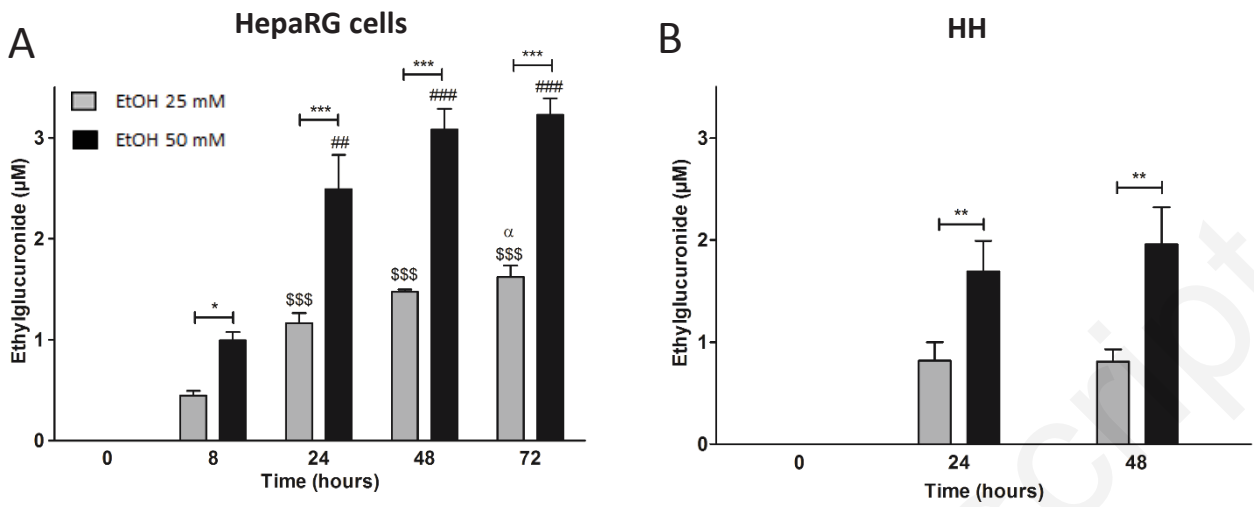 A
HepaRG cells
EtOH 25 mM
EtOH 50 mM
Ethylglucuronide (µM)
3
2
1
0
*
***
##
$$$
***
###
$$$
***
###
α
$$$
0 8 24 48 72
Time (hours)
B
HH
Ethylglucuronide (µM)
3
2
1
0
**
**
0 24 48
Time (hours)
cript